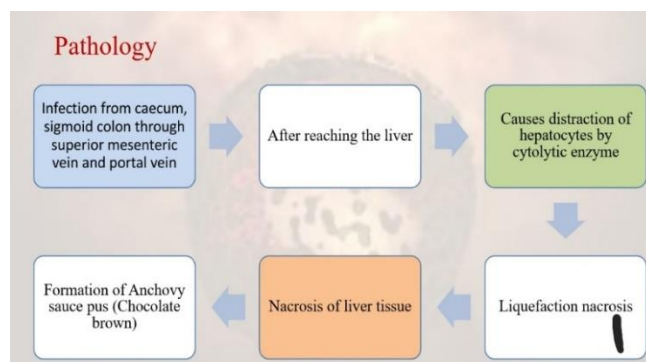 Pathology
Infection from caecum,
sigmoid colon through
superior mesenteric
vein and portal vein
After reaching the liver
Causes distraction of
hepatocytes by
cytolytic enzyme
Formation of Anchovy
sauce pus (Chocolate
brown)
Nacrosis of liver tissue
Liquefaction nacrosis